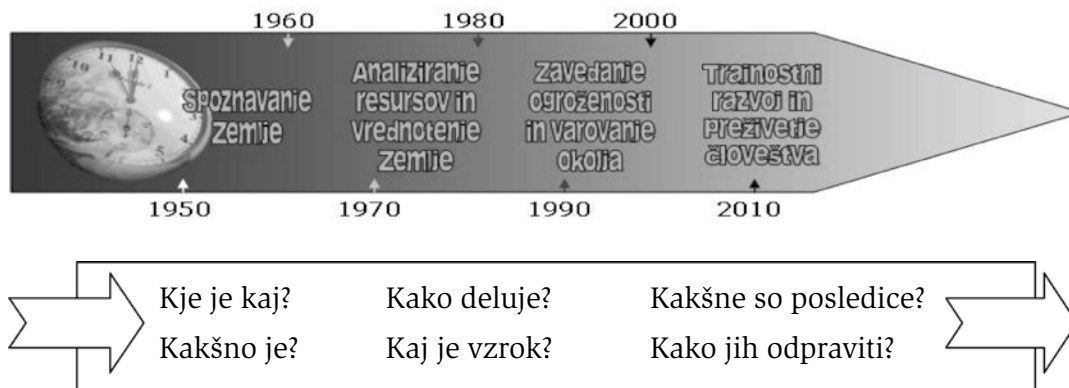 1960 1980 2000
Spoznavanje
Zemlje
Analiziranje
resursov in
vrednotenje
Zemlje
Zavedanje
ogroženosti
in varovanje
okolja
Trajnostni
razvoj in
preživetje
človeštva
1950 1970 1990 2010
Kje je kaj? Kako deluje? Kakšne so posledice?
Kakšno je? Kaj je vzrok? Kako jih odpraviti?